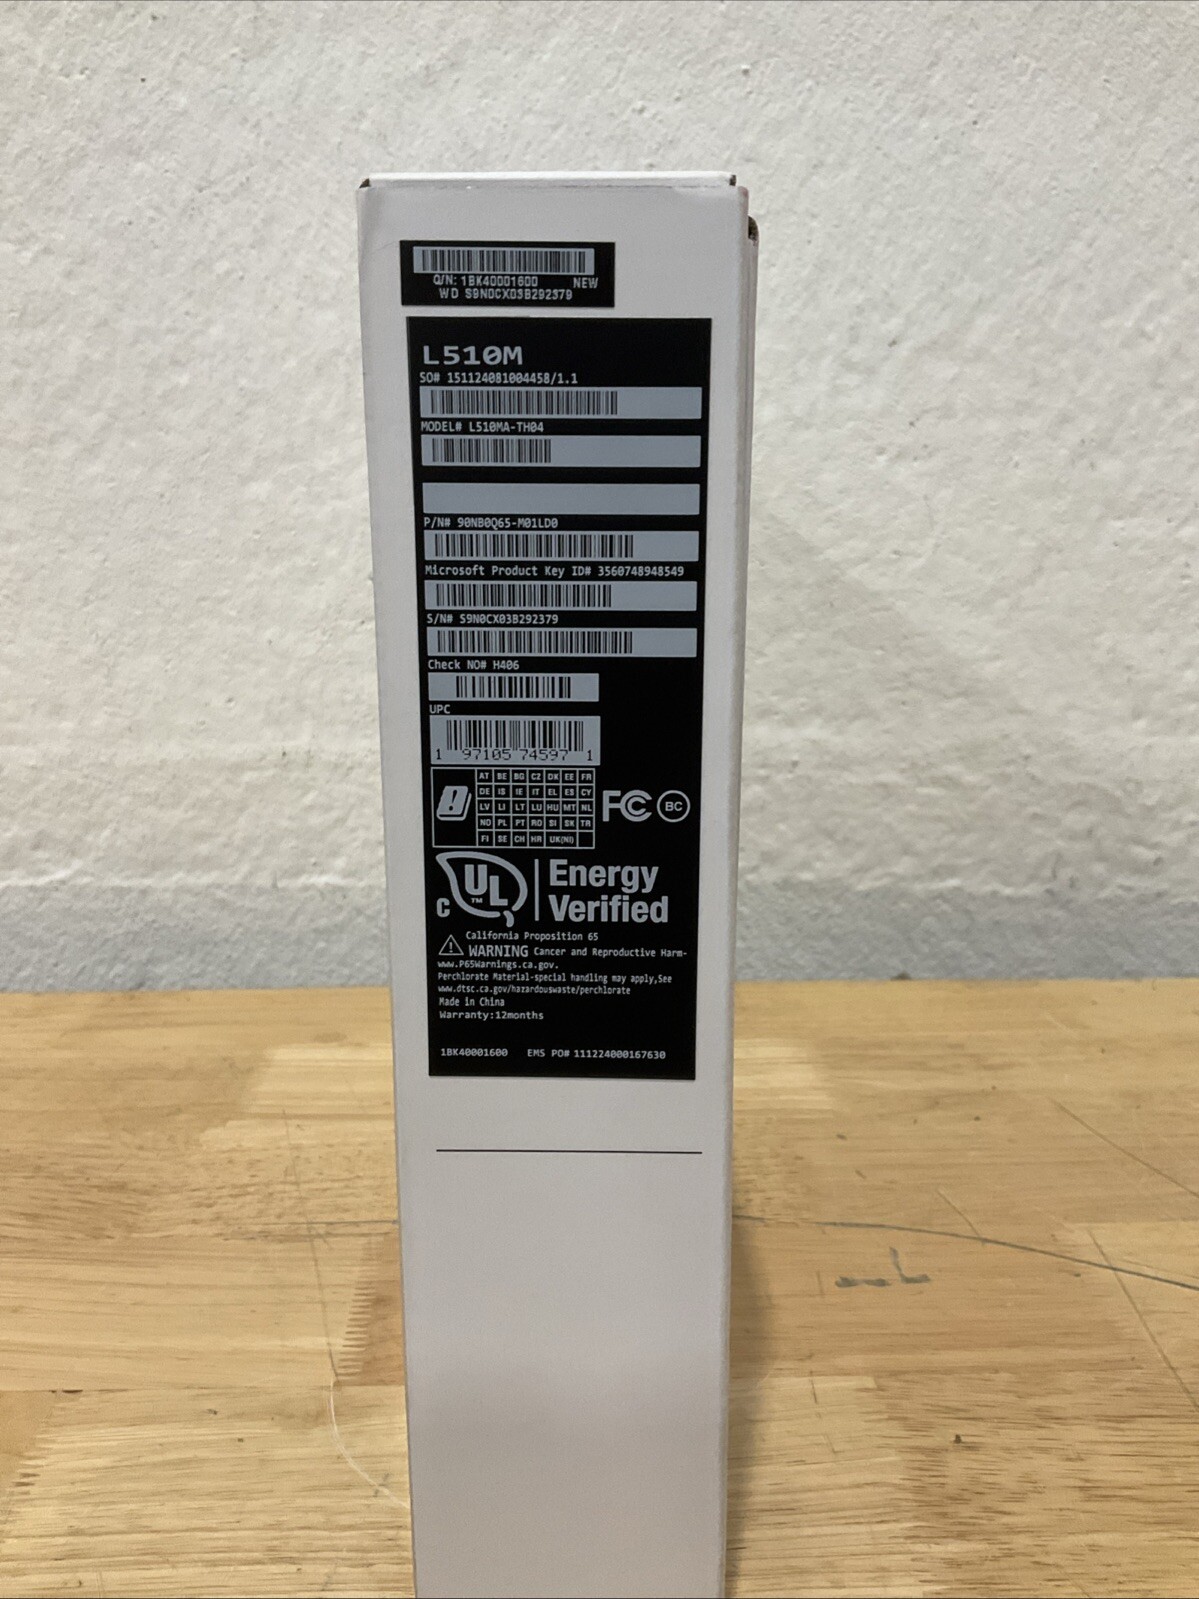 Q/N: 1BK40001600 NEW
WD S9N0CX03B292379
L510M
SO# 151124081004458/1.1
MODEL# L510MA-TH04
P/N# 90NB0Q65-M01LD0
Microsoft Product Key ID# 3560748948549
S/N# S9N0CX03B292379
Check NO# H406
UPC
1 97105 74597 1
AT BE BG CZ DK EE FR
DE IS IE IT EL ES CY
LV LI LT LU HU MT NL
NO PL PT RO SI SK TR
FI SE CH HR UK(NI)
FC BC
C UL TM Energy
Verified
California Proposition 65
WARNING Cancer and Reproductive Harm-
www.P65Warnings.ca.gov.
Perchlorate Material-special handling may apply,See
www.dtsc.ca.gov/hazardouswaste/perchlorate
Made in China
Warranty:12months
1BK40001600 EMS PO# 111224000167630